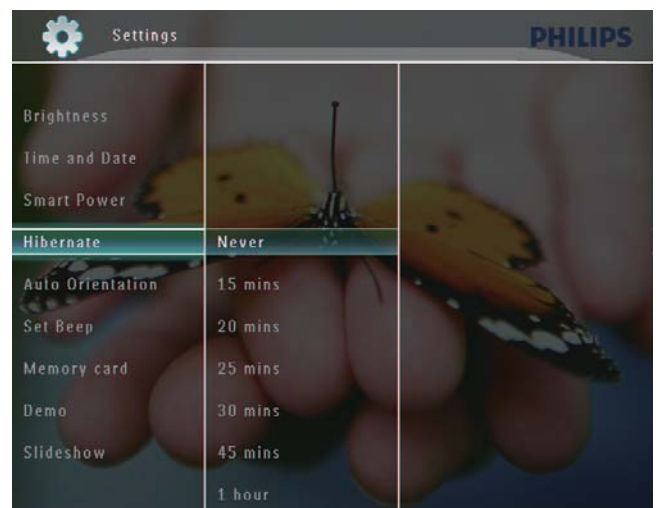 Settings
PHILIPS
Brightness
Time and Date
Smart Power
Hibernate
Auto Orientation
Set Beep
Memory card
Demo
Slideshow
Never
15 mins
20 mins
25 mins
30 mins
45 mins
1 hour